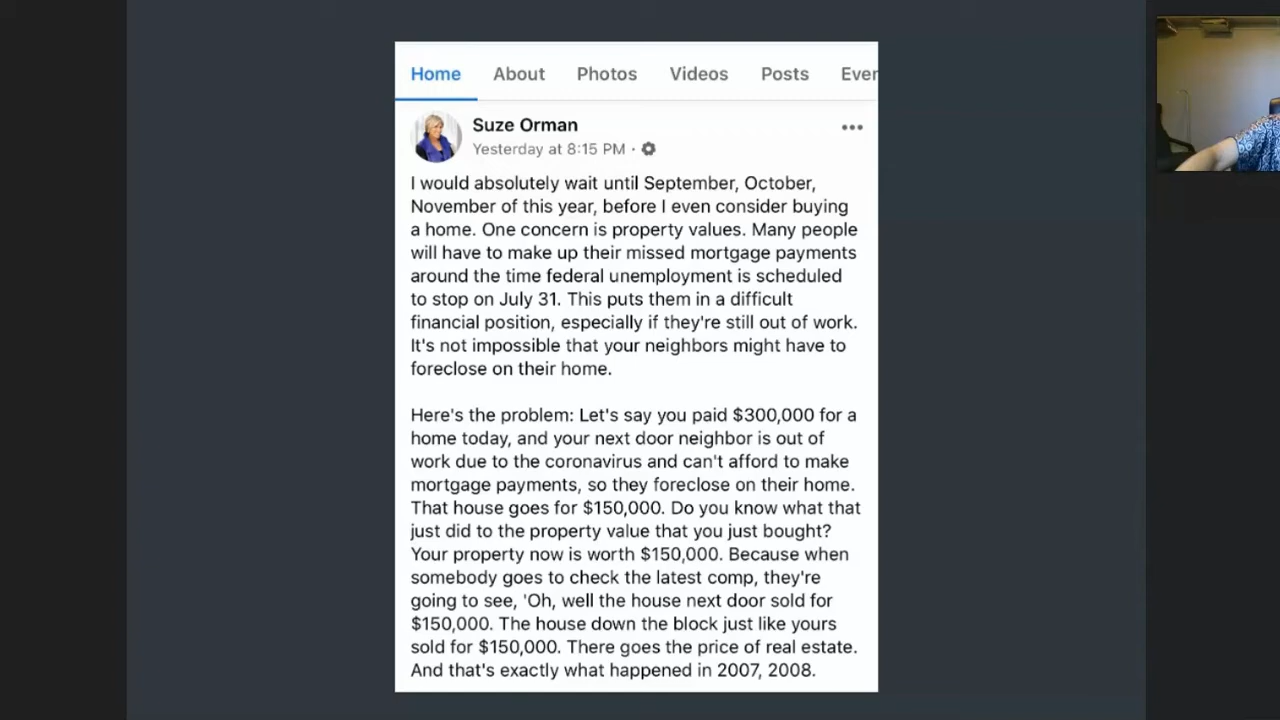 Home About Photos Videos Posts Ever
Suze Orman
Yesterday at 8:15 PM ·
I would absolutely wait until September, October,
November of this year, before I even consider buying
a home. One concern is property values. Many people
will have to make up their missed mortgage payments
around the time federal unemployment is scheduled
to stop on July 31. This puts them in a difficult
financial position, especially if they're still out of work.
It's not impossible that your neighbors might have to
foreclose on their home.
Here's the problem: Let's say you paid $300,000 for a
home today, and your next door neighbor is out of
work due to the coronavirus and can't afford to make
mortgage payments, so they foreclose on their home.
That house goes for $150,000. Do you know what that
just did to the property value that you just bought?
Your property now is worth $150,000. Because when
somebody goes to check the latest comp, they're
going to see, 'Oh, well the house next door sold for
$150,000. The house down the block just like yours
sold for $150,000. There goes the price of real estate.
And that's exactly what happened in 2007, 2008.